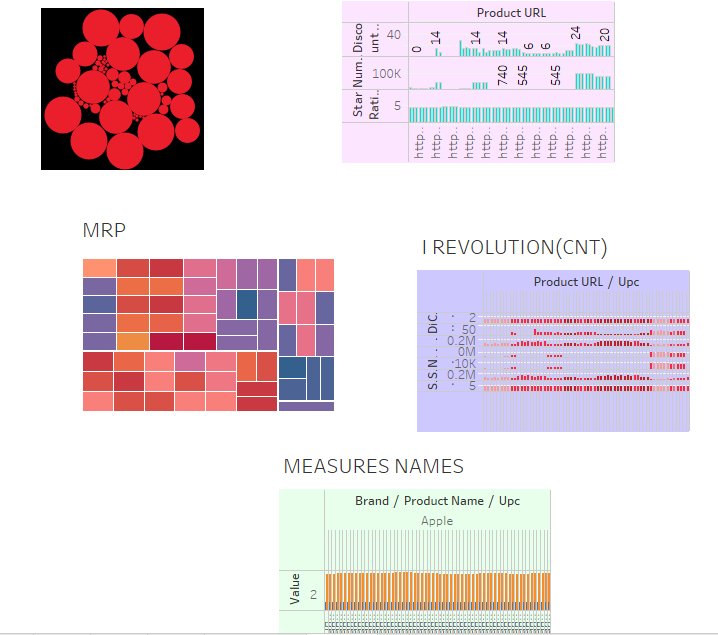 Product URL
Disco
unt..
40
0
14
14
14
6
6
24
20
Star Num..
100K
740
545
545
Rati..
5
http..
http..
http..
http..
http..
http..
http..
http..
http..
http..
http..
http..
MRP
I REVOLUTION(CNT)
Product URL / Upc
DiC..
2
50
0.2M
0M
S.S.N..
10K
0.2M
5
MEASURES NAMES
Brand / Product Name / Upc
Apple
Value
2